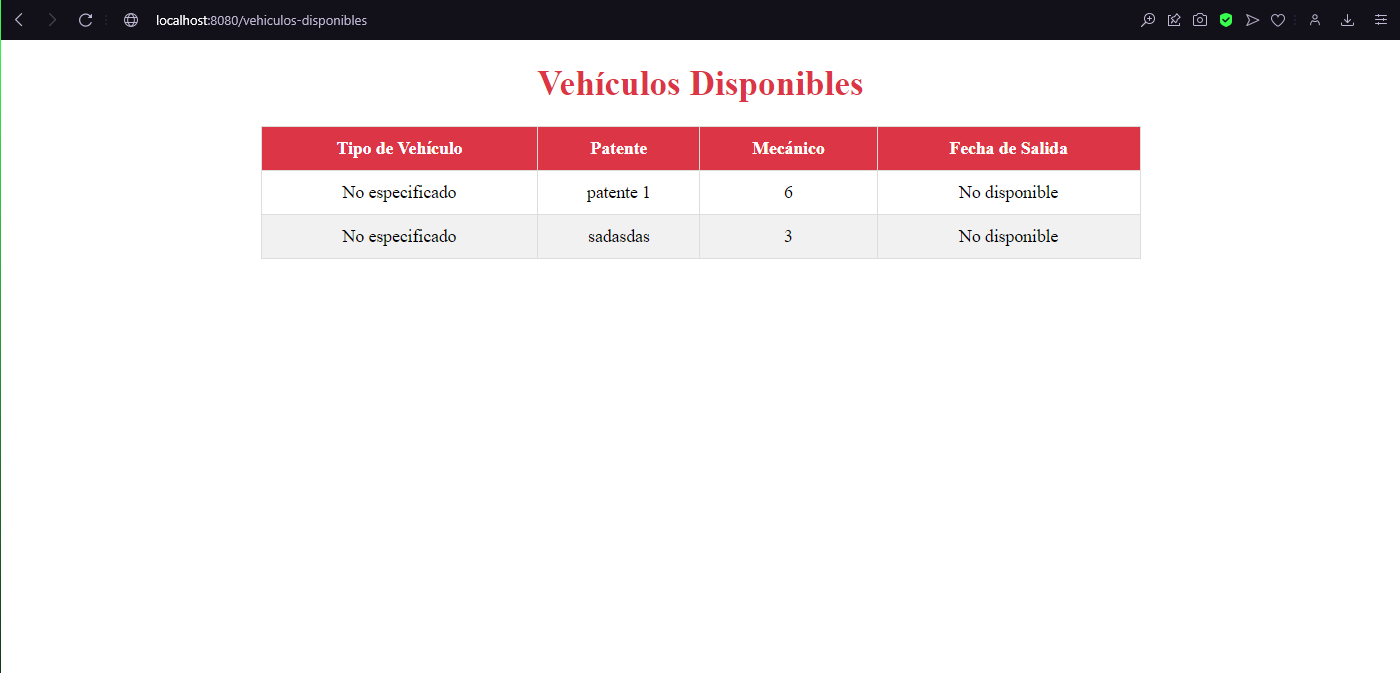 localhost:8080/vehiculos-disponibles
Vehículos Disponibles
Tipo de Vehículo Patente Mecánico Fecha de Salida
No especificado patente 1 6 No disponible
No especificado sadasdas 3 No disponible